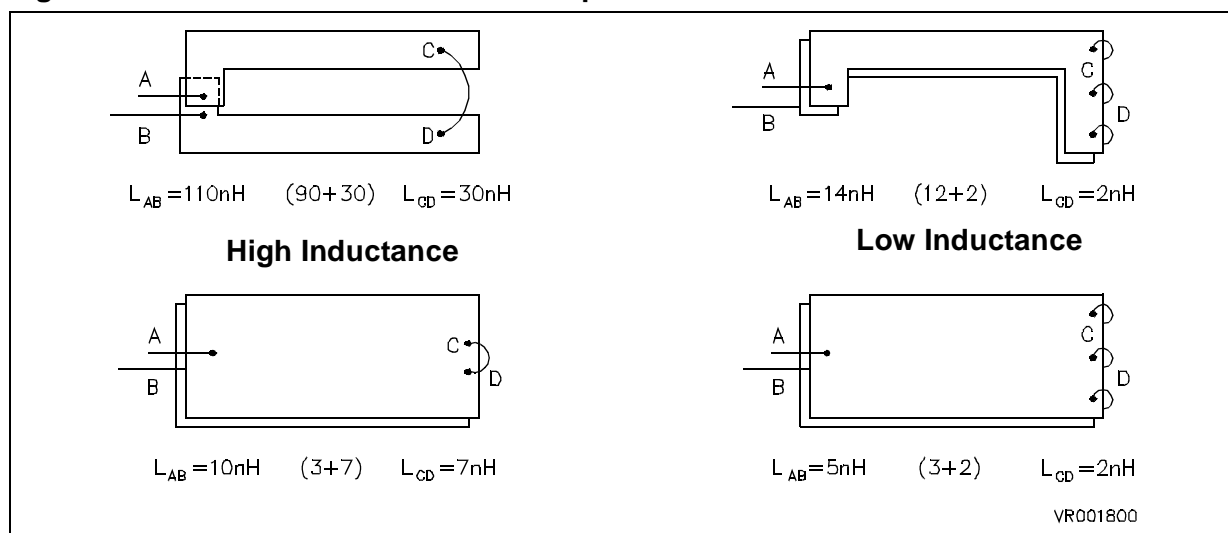 C
A
B
D
L_AB=110nH (90+30) L_CD=30nH
High Inductance
A
C
B
D
L_AB=14nH (12+2) L_CD=2nH
Low Inductance
A
C
B
D
L_AB=10nH (3+7) L_CD=7nH
A
C
B
D
L_AB=5nH (3+2) L_CD=2nH
VR001800